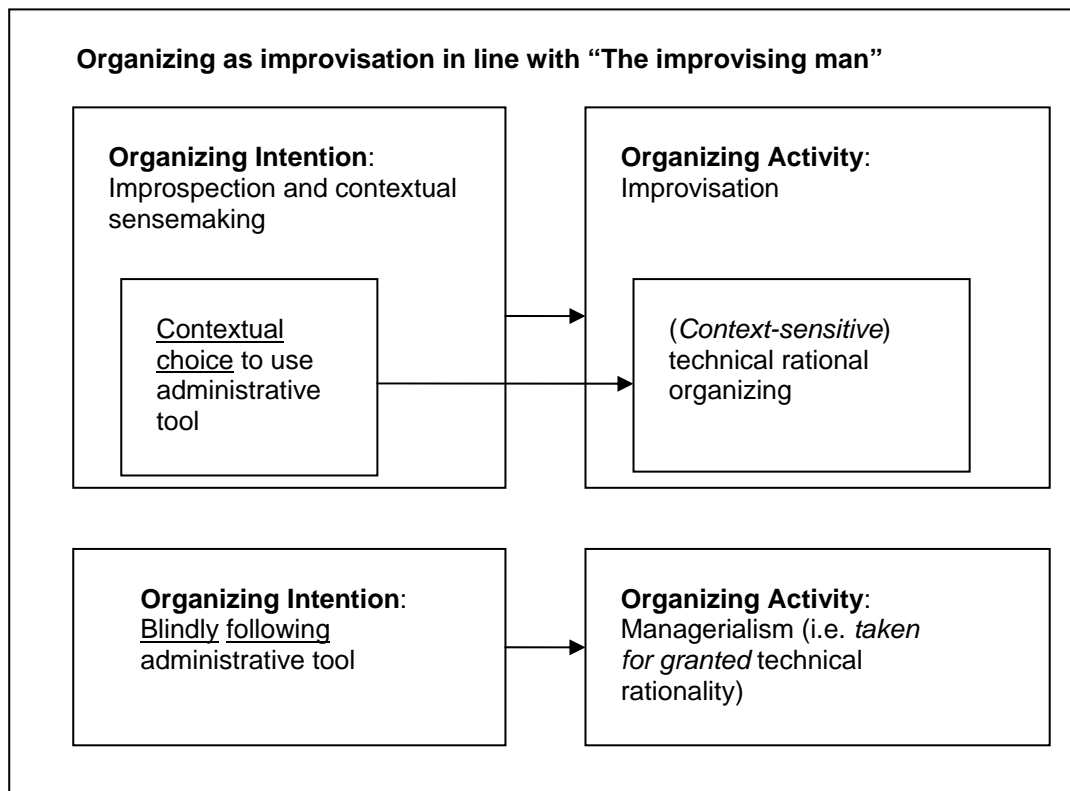 Organizing as improvisation in line with “The improvising man”
Organizing Intention:
Improspection and contextual
sensemaking
Contextual
choice to use
administrative
tool
Organizing Activity:
Improvisation
(Context-sensitive)
technical rational
organizing
Organizing Intention:
Blindly following
administrative tool
Organizing Activity:
Managerialism (i.e. taken
for granted technical
rationality)